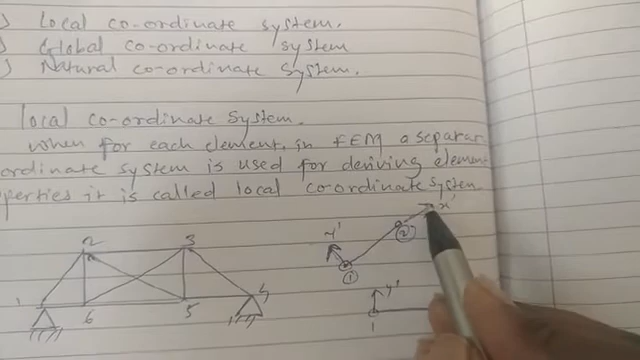 ) Local co-ordinate system.
) Global co-ordinate system
) Natural co-ordinate system.
local co-ordinate system.
when for each element, in FEM a separar
ordinate system is used for deriving element
perties it is called local co-ordinate system
x'
y'
2
3
②
①
1
4
y'
6
5
1